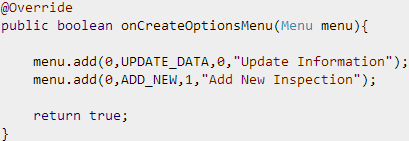 @Override
public boolean onCreateOptionsMenu(Menu menu){
menu.add(0,UPDATE_DATA,0,"Update Information");
menu.add(0,ADD_NEW,1,"Add New Inspection");
return true;
}